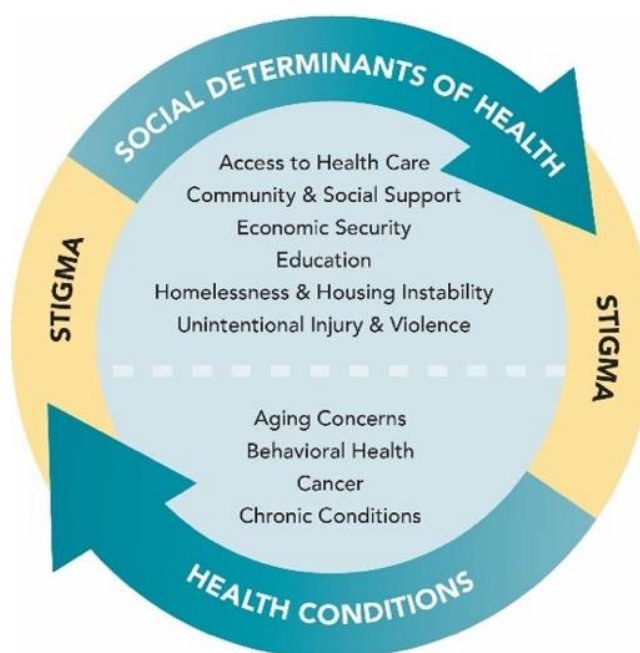 SOCIAL DETERMINANTS OF HEALTH
Access to Health Care
Community & Social Support
Economic Security
Education
Homelessness & Housing Instability
Unintentional Injury & Violence
STIGMA
STIGMA
Aging Concerns
Behavioral Health
Cancer
Chronic Conditions
HEALTH CONDITIONS